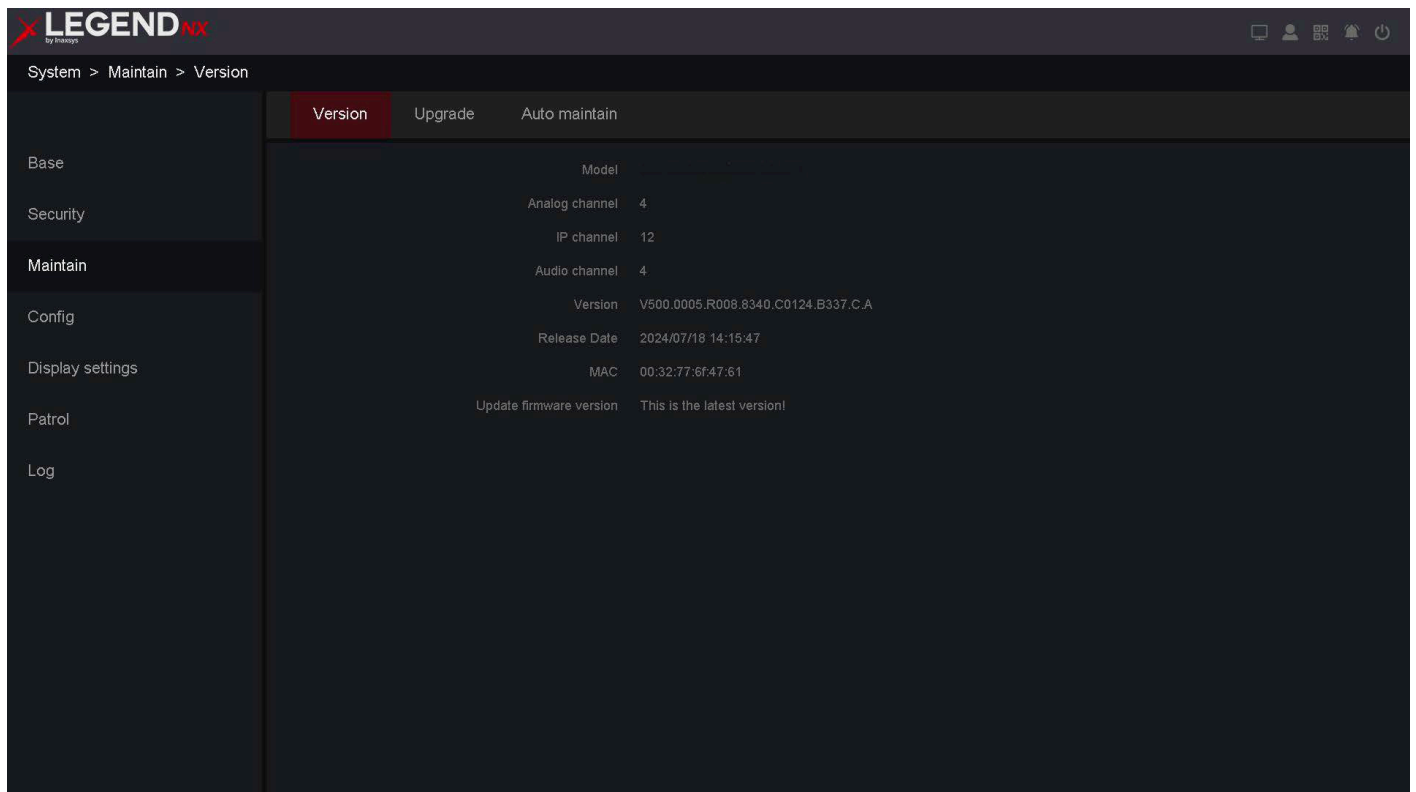 LEGEND NX
by Inaxsys
System > Maintain > Version
Version Upgrade Auto maintain
Base
Security
Maintain
Config
Display settings
Patrol
Log
Model
Analog channel 4
IP channel 12
Audio channel 4
Version V500.0005.R008.8340.C0124.B337.C.A
Release Date 2024/07/18 14:15:47
MAC 00:32:77:6f:47:61
Update firmware version This is the latest version!